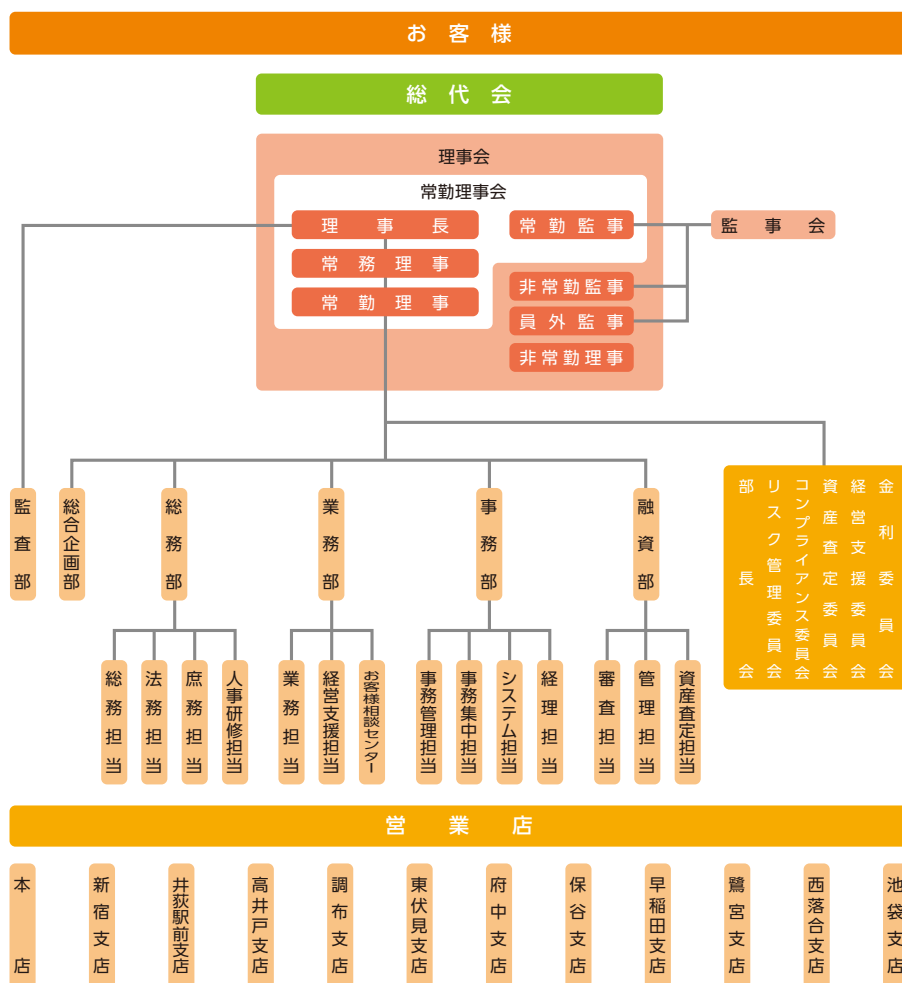 お客様
総代会
理事会
常勤理事会
理事長
常勤監事
監事会
常務理事
非常勤監事
常勤理事
員外監事
非常勤理事
監査部
総合企画部
総務部
業務部
事務部
融資部
部長会
リスク管理委員会
コンプライアンス委員会
資産査定委員会
経営支援委員会
金利委員会
総務担当
法務担当
庶務担当
人事研修担当
業務担当
経営支援担当
お客様相談センター
事務管理担当
事務集中担当
システム担当
経理担当
審査担当
管理担当
資産査定担当
営業店
本店
新宿支店
井荻駅前支店
高井戸支店
調布支店
東伏見支店
府中支店
保谷支店
早稲田支店
鷺宮支店
西落合支店
池袋支店